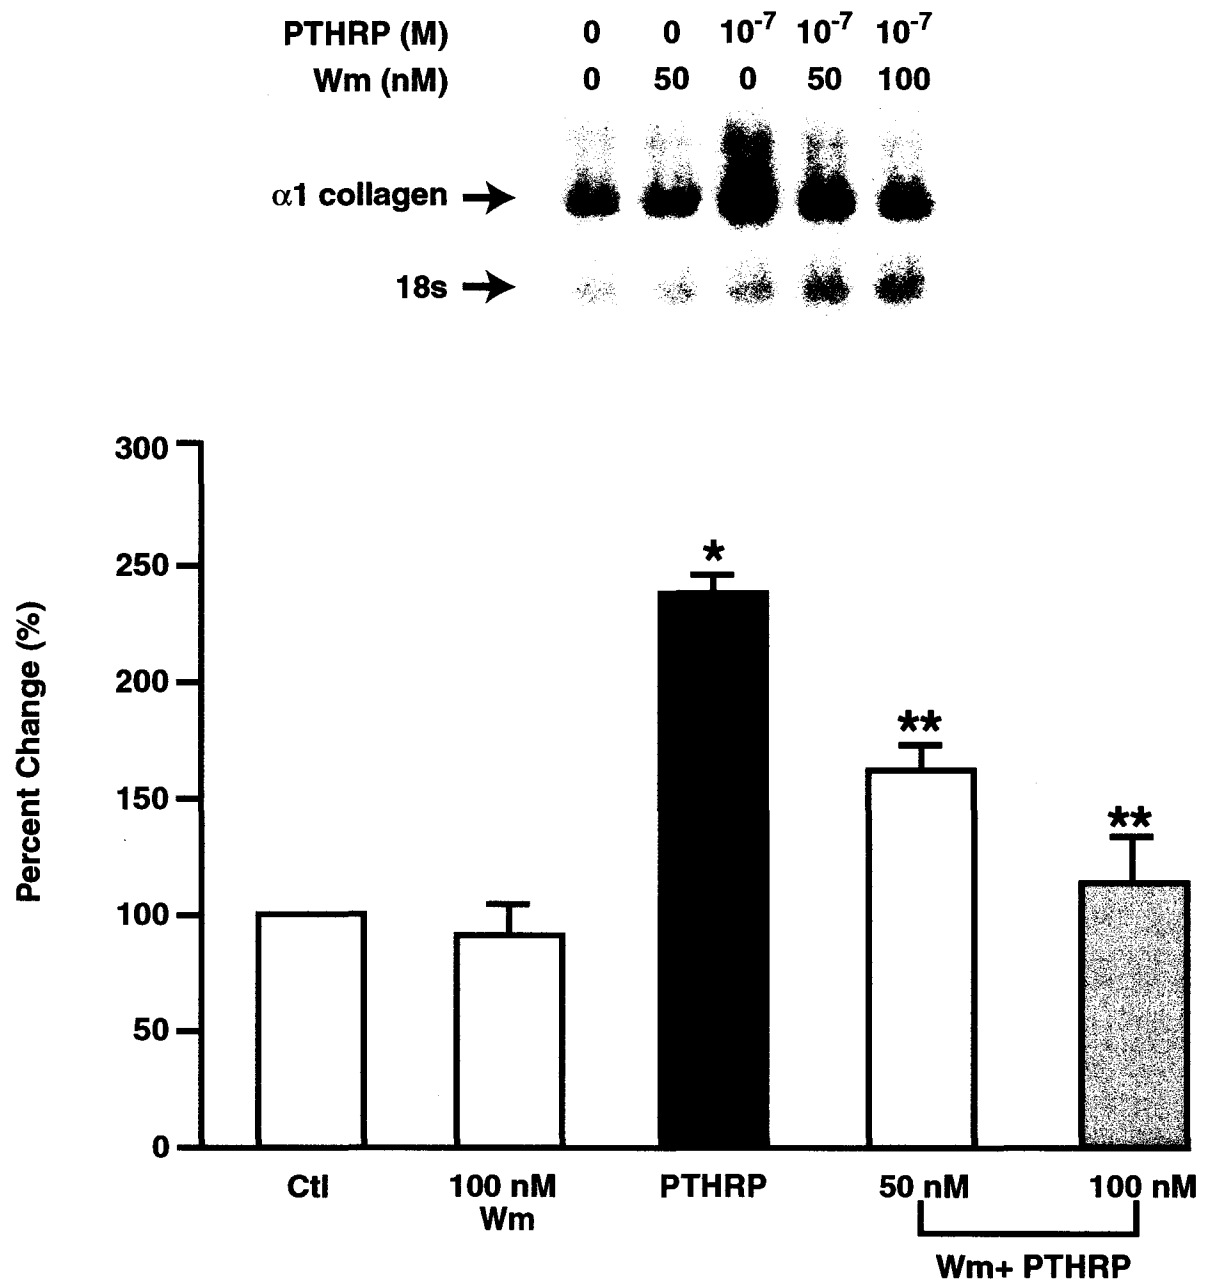 PTHRP (M) 0 0 10-7 10-7 10-7
Wm (nM) 0 50 0 50 100
α1 collagen
18s
300
250
200
150
100
50
0
Percent Change (%)
*
**
**
Ctl 100 nM PTHRP 50 nM 100 nM
Wm
Wm+ PTHRP